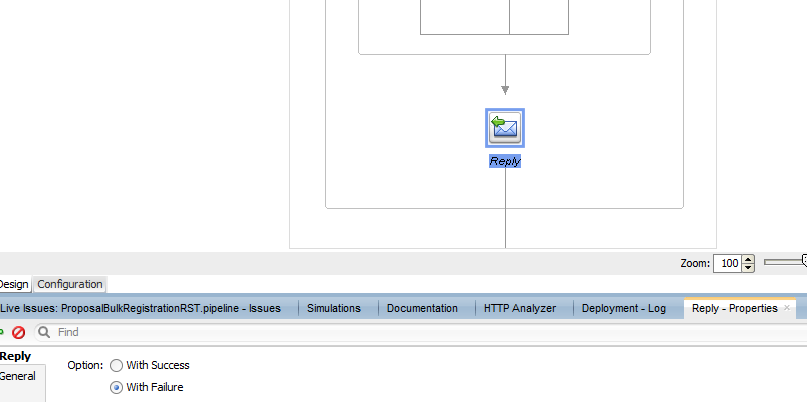 Reply
Zoom: 100
Design Configuration
Live Issues: ProposalBulkRegistrationRST.pipeline - Issues Simulations Documentation HTTP Analyzer Deployment - Log Reply - Properties ×
Find
Reply
General
Option: With Success
With Failure